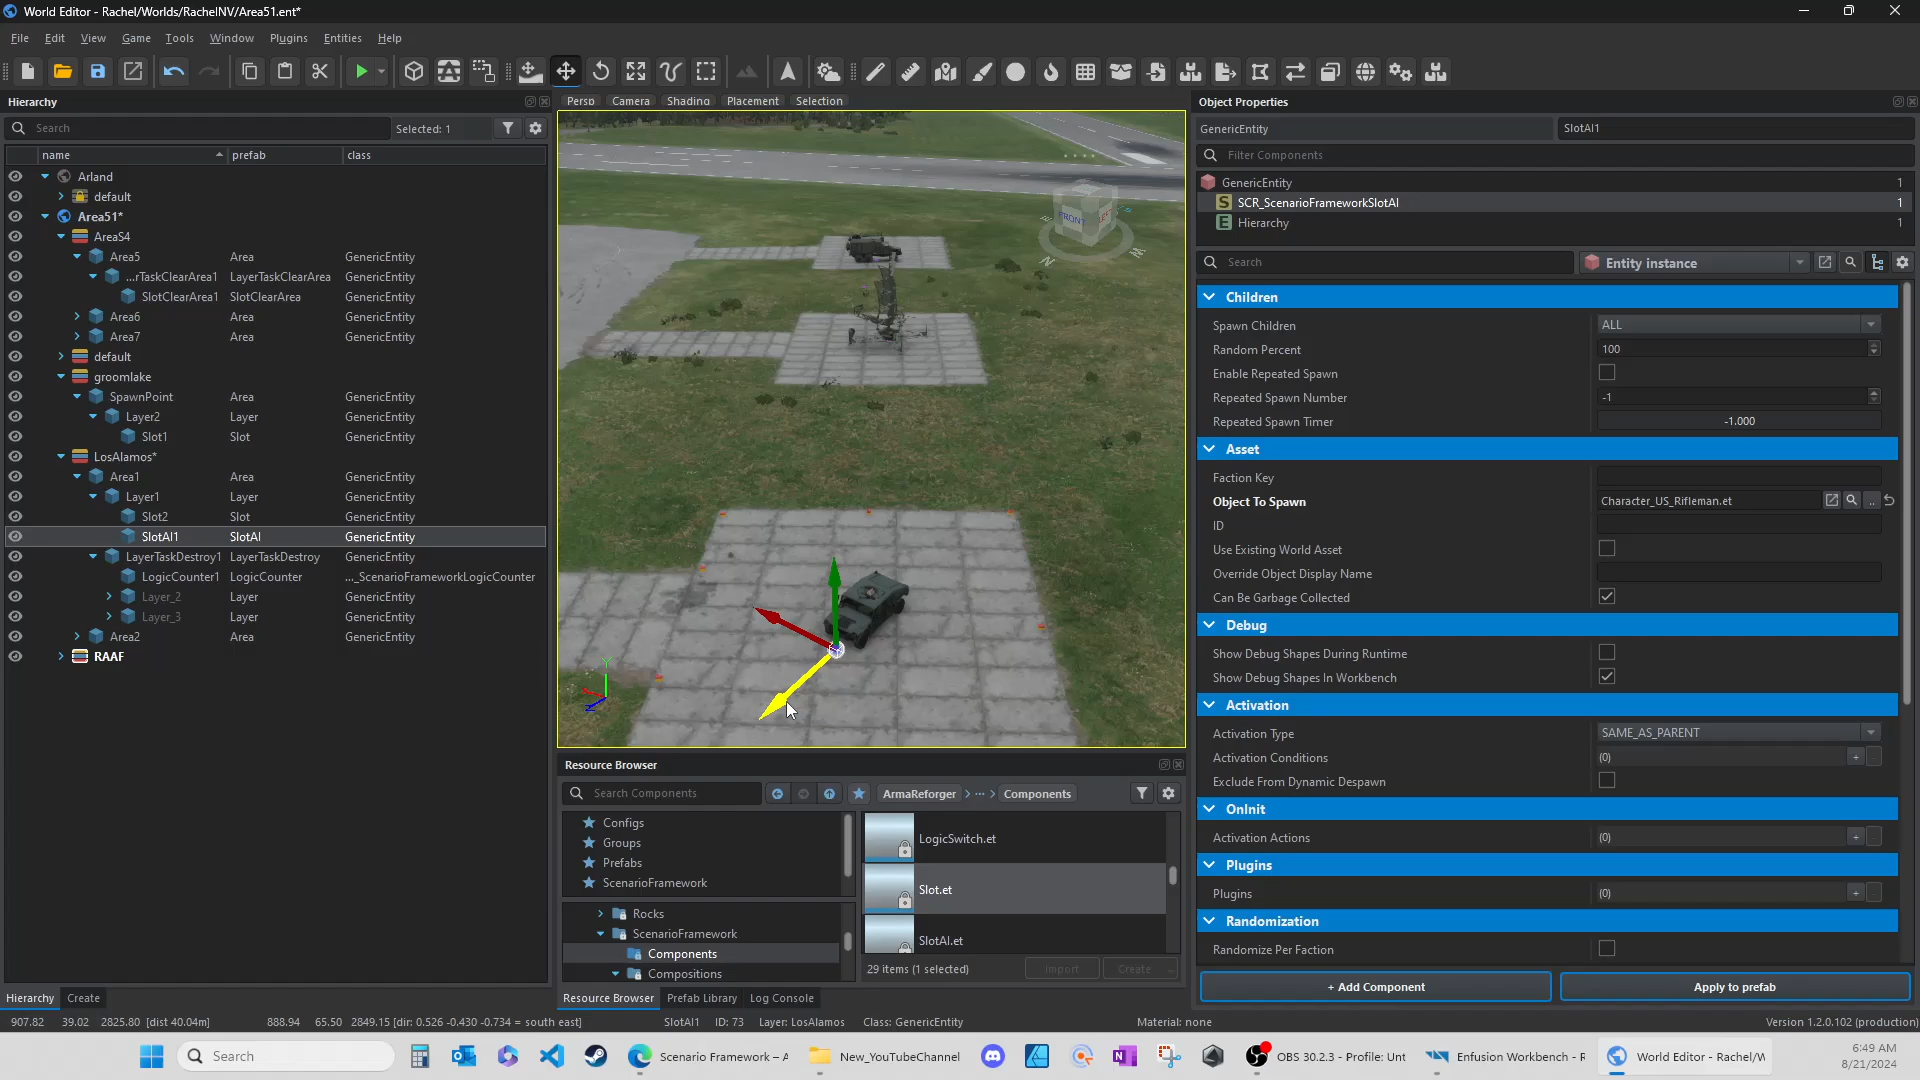 World Editor - Rachel/Worlds/RachelNV/Area51.ent*
File Edit View Game Tools Window Plugins Entities Help
Hierarchy
Search
Selected: 1
name prefab class
Arland
default
Area51*
AreaS4
Area5 Area GenericEntity
...rTaskClearArea1 LayerTaskClearArea GenericEntity
SlotClearArea1 SlotClearArea GenericEntity
Area6 Area GenericEntity
Area7 Area GenericEntity
default
groomlake
SpawnPoint Area GenericEntity
Layer2 Layer GenericEntity
Slot1 Slot GenericEntity
LosAlamos*
Area1 Area GenericEntity
Layer1 Layer GenericEntity
Slot2 Slot GenericEntity
SlotAI1 SlotAI GenericEntity
LayerTaskDestroy1 LayerTaskDestroy GenericEntity
LogicCounter1 LogicCounter ..._ScenarioFrameworkLogicCounter
Layer_2 Layer GenericEntity
Layer_3 Layer GenericEntity
Area2 Area GenericEntity
RAAF
Hierarchy Create
Persp Camera Shading Placement Selection
FRONT LEFT
N
Y
Z
Resource Browser
Search Components
ArmaReforger > ... > Components
Configs
Groups
Prefabs
ScenarioFramework
Rocks
ScenarioFramework
Components
Compositions
LogicSwitch.et
Slot.et
SlotAI.et
29 items (1 selected)
Import Create
Resource Browser Prefab Library Log Console
Object Properties
GenericEntity SlotAI1
Filter Components
GenericEntity 1
S SCR_ScenarioFrameworkSlotAI 1
E Hierarchy 1
Search
Entity instance
Children
Spawn Children ALL
Random Percent 100
Enable Repeated Spawn
Repeated Spawn Number -1
Repeated Spawn Timer -1.000
Asset
Faction Key
Object To Spawn Character_US_Rifleman.et ..
ID
Use Existing World Asset
Override Object Display Name
Can Be Garbage Collected
Debug
Show Debug Shapes During Runtime
Show Debug Shapes In Workbench
Activation
Activation Type SAME_AS_PARENT
Activation Conditions (0) +
Exclude From Dynamic Despawn
OnInit
Activation Actions (0) +
Plugins
Plugins (0) +
Randomization
Randomize Per Faction
+ Add Component Apply to prefab
907.82 39.02 2825.80 [dist 40.04m] 888.94 65.50 2849.15 [dir: 0.526 -0.430 -0.734 = south east] SlotAI1 ID: 73 Layer: LosAlamos Class: GenericEntity Material: none Version 1.2.0.102 (production)
Search
Scenario Framework – A
New_YouTubeChannel
OBS 30.2.3 - Profile: Unt
Enfusion Workbench - R
World Editor - Rachel/W
6:49 AM
8/21/2024